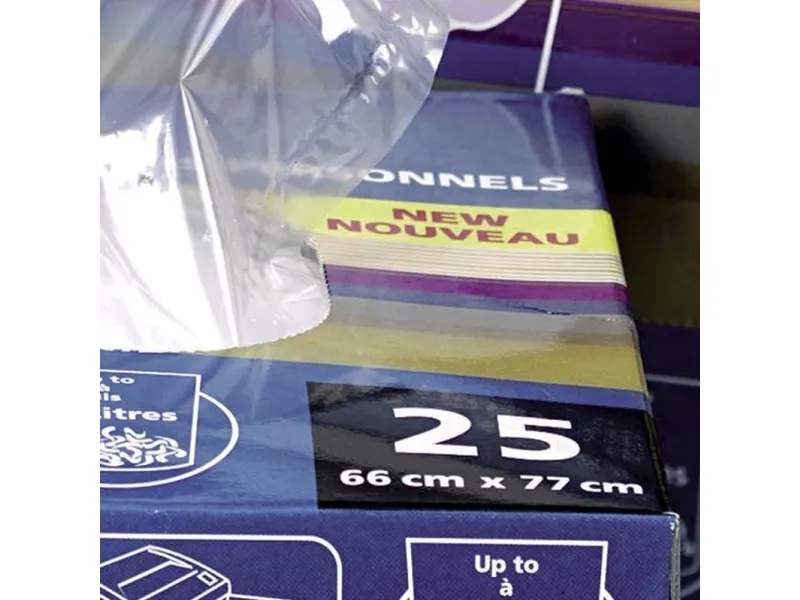 ONNELS
NEW
NOUVEAU
to
itres
25
66 cm x 77 cm
Up to
à